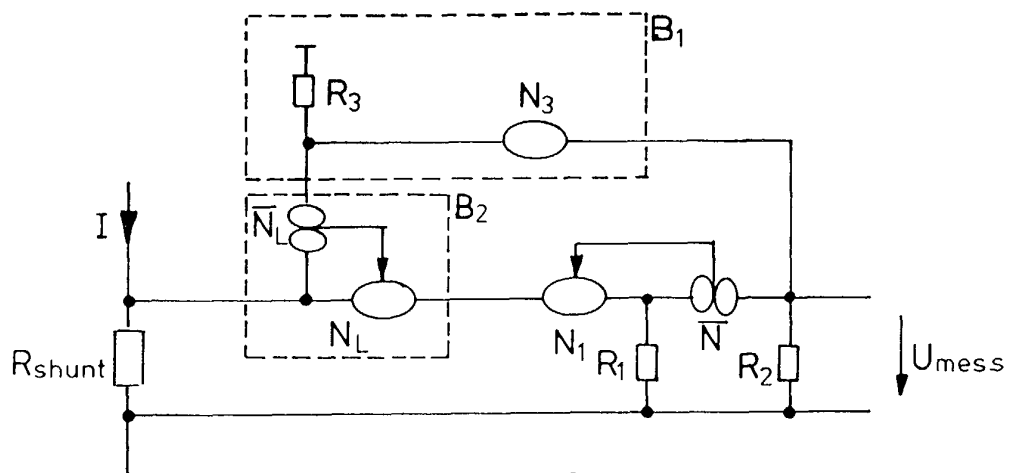 B₁
R₃
N₃
N̅L
B₂
I
NL
N₁
N̅
Rshunt
R₁
R₂
Umess